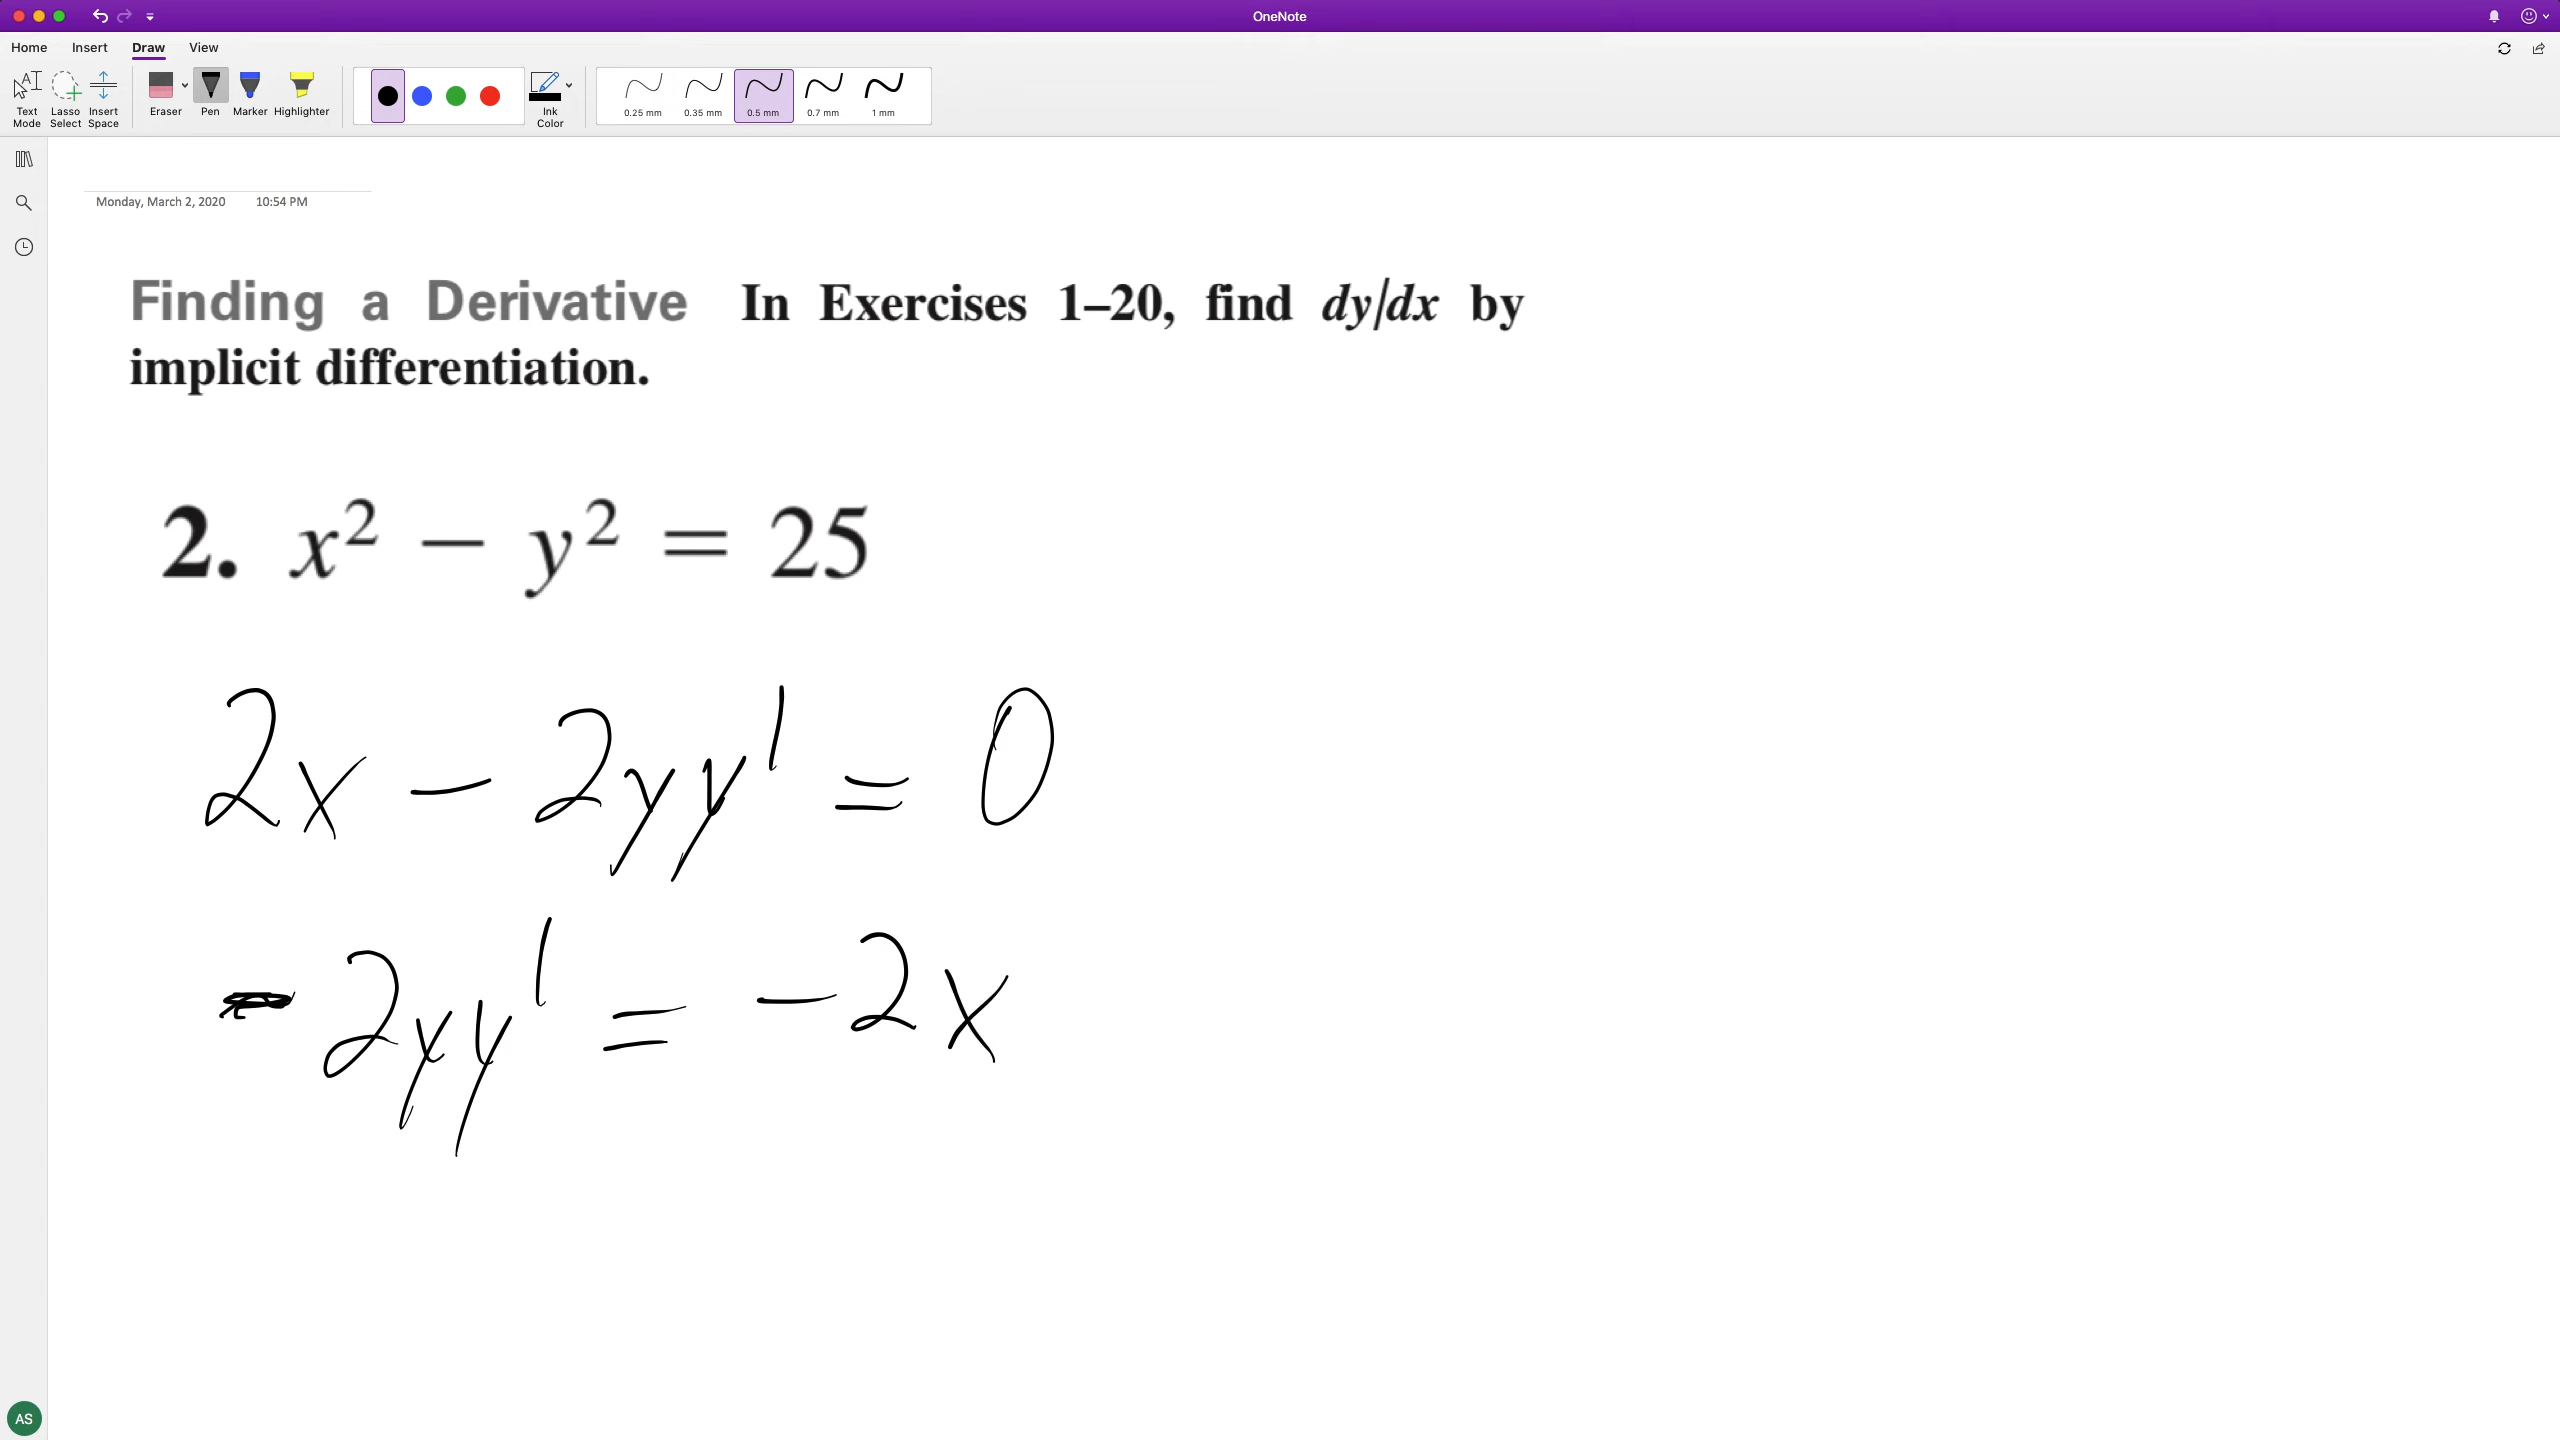 OneNote
Home Insert Draw View
Text Mode Lasso Select Insert Space Eraser Pen Marker Highlighter Ink Color 0.25 mm 0.35 mm 0.5 mm 0.7 mm 1 mm
Monday, March 2, 2020 10:54 PM
Finding a Derivative In Exercises 1–20, find dy/dx by
implicit differentiation.
2. x² − y² = 25
2x − 2yy' = 0
− 2yy' = −2x
AS